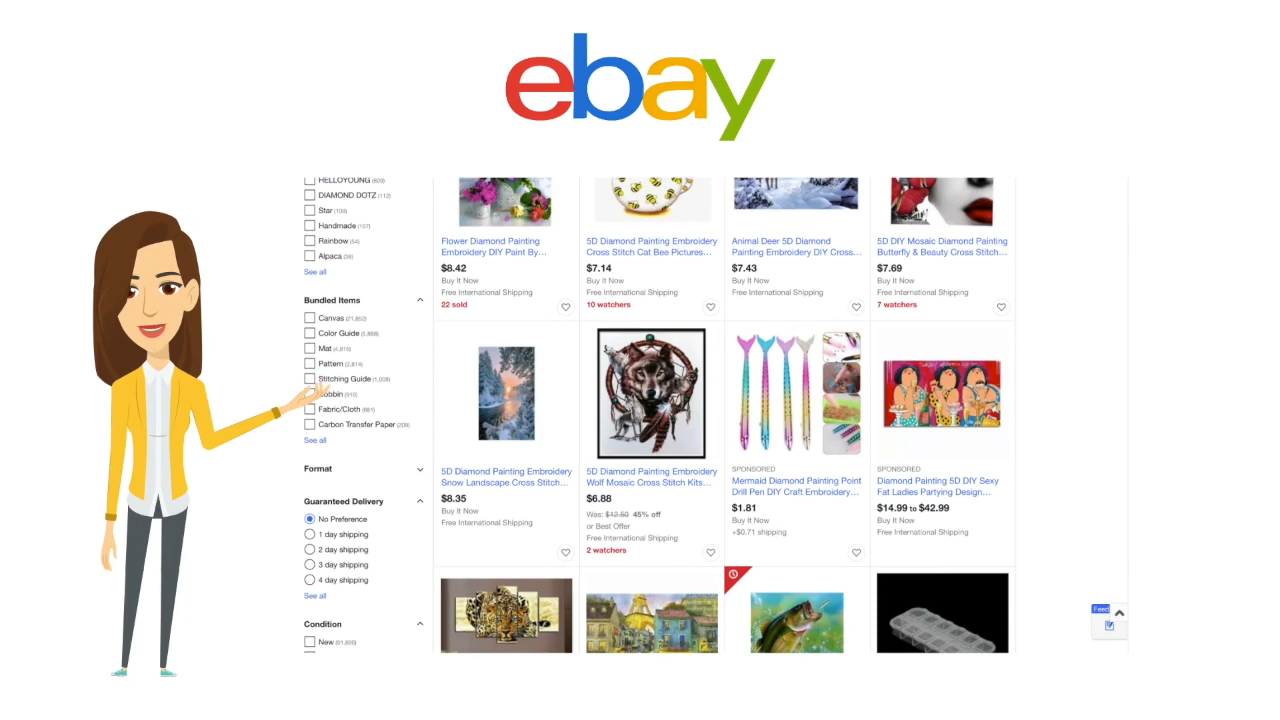 ebay
HELLOYOUNG (809)
DIAMOND DOTZ (112)
Star (199)
Handmade (107)
Rainbow (54)
Alpaca (38)
See all
Bundled Items
Canvas (21,852)
Color Guide (5,888)
Mat (4,815)
Pattern (2,814)
Stitching Guide (1,008)
obbin (910)
Fabric/Cloth (661)
Carbon Transfer Paper (209)
See all
Format
Guaranteed Delivery
No Preference
1 day shipping
2 day shipping
3 day shipping
4 day shipping
See all
Condition
New
Flower Diamond Painting
Embroidery DIY Paint By…
$8.42
Buy It Now
Free International Shipping
22 sold
5D Diamond Painting Embroidery
Cross Stitch Cat Bee Pictures…
$7.14
Buy It Now
Free International Shipping
10 watchers
Animal Deer 5D Diamond
Painting Embroidery DIY Cross…
$7.43
Buy It Now
Free International Shipping
5D DIY Mosaic Diamond Painting
Butterfly & Beauty Cross Stitch…
$7.69
Buy It Now
Free International Shipping
7 watchers
5D Diamond Painting Embroidery
Snow Landscape Cross Stitch…
$8.35
Buy It Now
Free International Shipping
5D Diamond Painting Embroidery
Wolf Mosaic Cross Stitch Kits…
$6.88
Buy It Now
Was: $12.50 45% off
or Best Offer
Free International Shipping
2 watchers
SPONSORED
Mermaid Diamond Painting Point
Drill Pen DIY Craft Embroidery…
$1.81
Buy It Now
+$0.71 shipping
SPONSORED
Diamond Painting 5D DIY Sexy
Fat Ladies Partying Design…
$14.99 to $42.99
Buy It Now
Free International Shipping
Feed